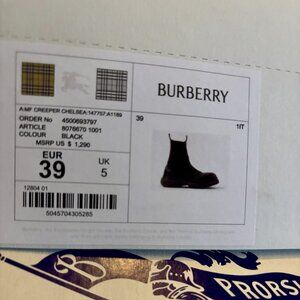 BURBERRY
A:MF CREEPER CHELSEA:147757:A1189
ORDER No 4500693797
ARTICLE 8076670 1001
COLOUR BLACK
MSRP US $ 1,290
39 1IT
EUR UK
39 5
12804 01
5045704305285
PRORS